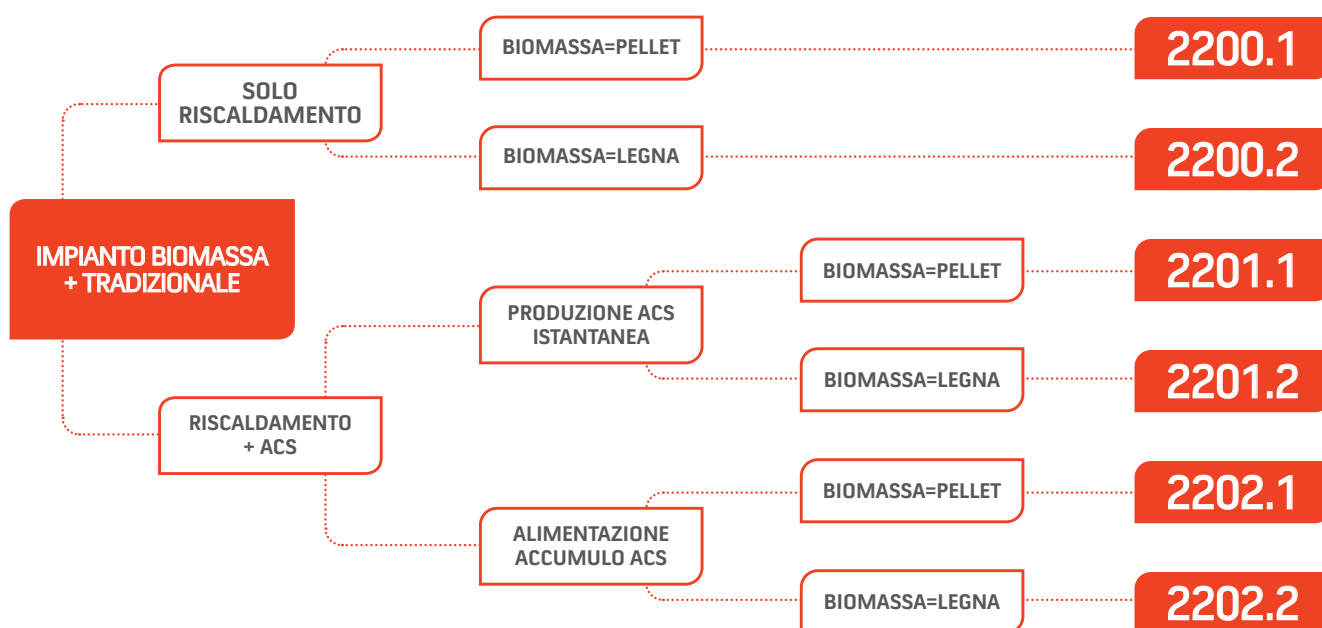 BIOMASSA=PELLET
2200.1
SOLO
RISCALDAMENTO
BIOMASSA=LEGNA
2200.2
IMPIANTO BIOMASSA
+ TRADIZIONALE
BIOMASSA=PELLET
2201.1
PRODUZIONE ACS
ISTANTANEA
BIOMASSA=LEGNA
2201.2
RISCALDAMENTO
+ ACS
BIOMASSA=PELLET
2202.1
ALIMENTAZIONE
ACCUMULO ACS
BIOMASSA=LEGNA
2202.2